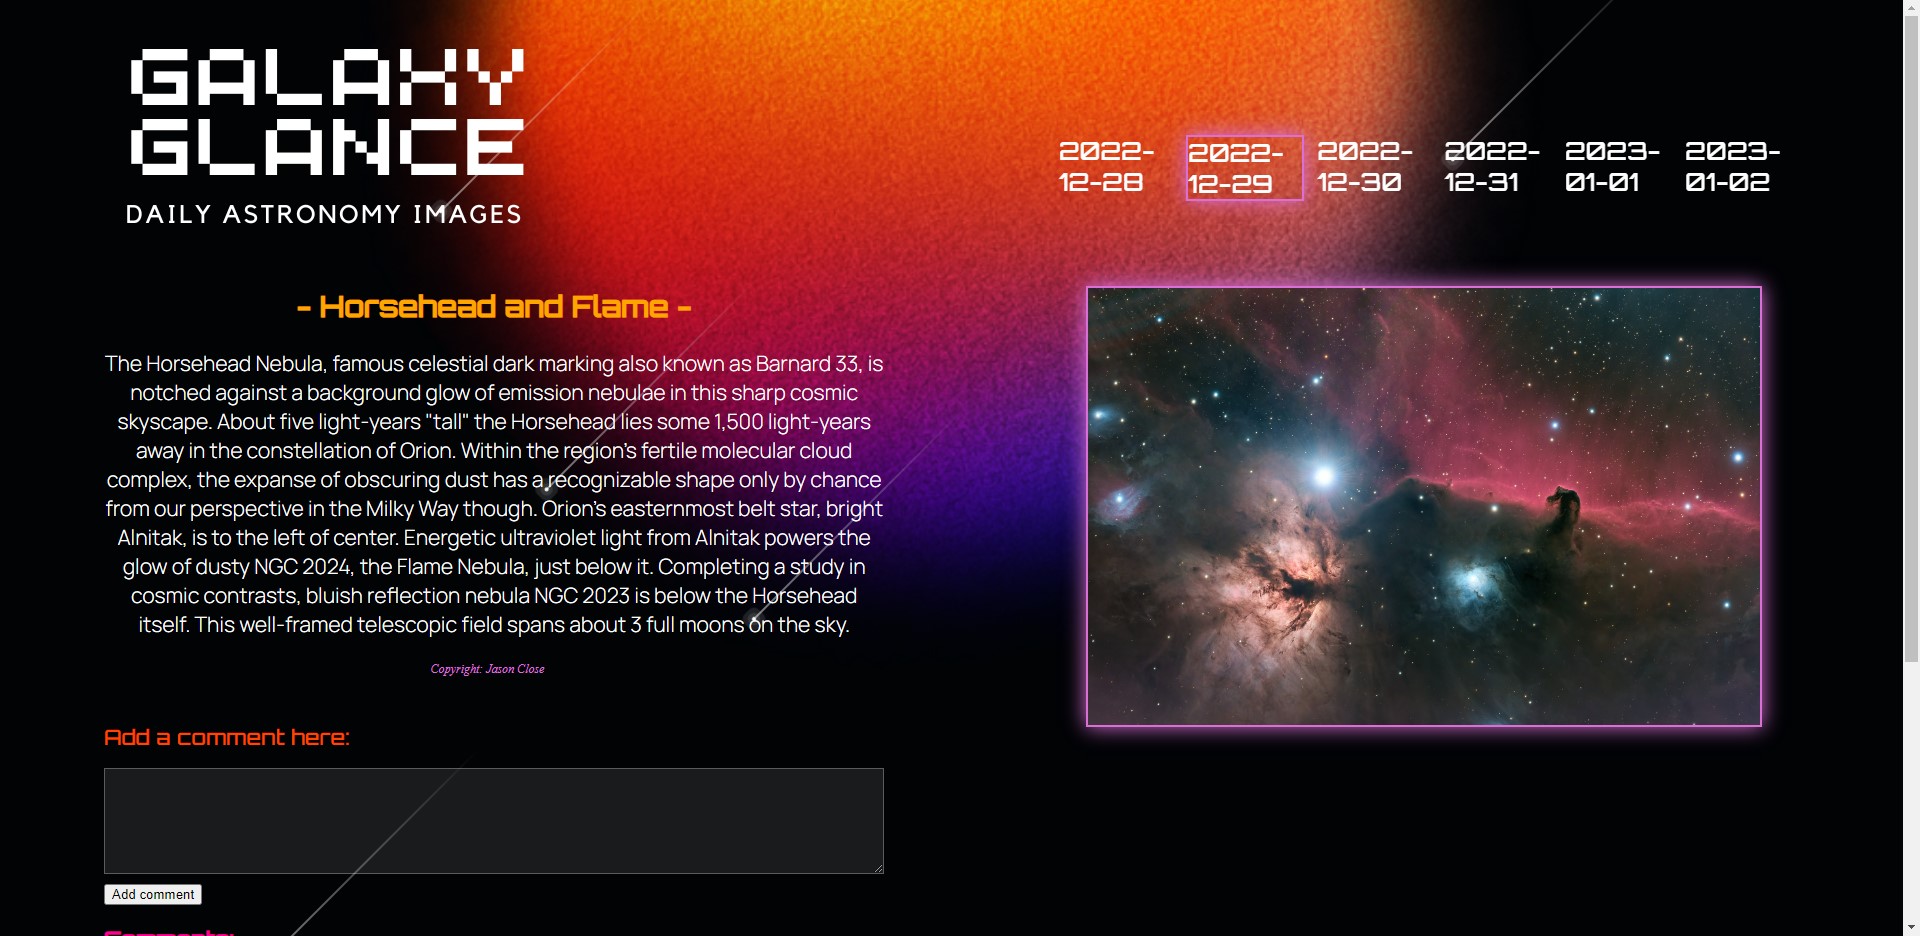 GALAXY
GLANCE
DAILY ASTRONOMY IMAGES
2022-
12-28
2022-
12-29
2022-
12-30
2022-
12-31
2023-
01-01
2023-
01-02
- Horsehead and Flame -
The Horsehead Nebula, famous celestial dark marking also known as Barnard 33, is
notched against a background glow of emission nebulae in this sharp cosmic
skyscape. About five light-years "tall" the Horsehead lies some 1,500 light-years
away in the constellation of Orion. Within the region's fertile molecular cloud
complex, the expanse of obscuring dust has a recognizable shape only by chance
from our perspective in the Milky Way though. Orion's easternmost belt star, bright
Alnitak, is to the left of center. Energetic ultraviolet light from Alnitak powers the
glow of dusty NGC 2024, the Flame Nebula, just below it. Completing a study in
cosmic contrasts, bluish reflection nebula NGC 2023 is below the Horsehead
itself. This well-framed telescopic field spans about 3 full moons on the sky.
Copyright: Jason Close
Add a comment here:
Add comment